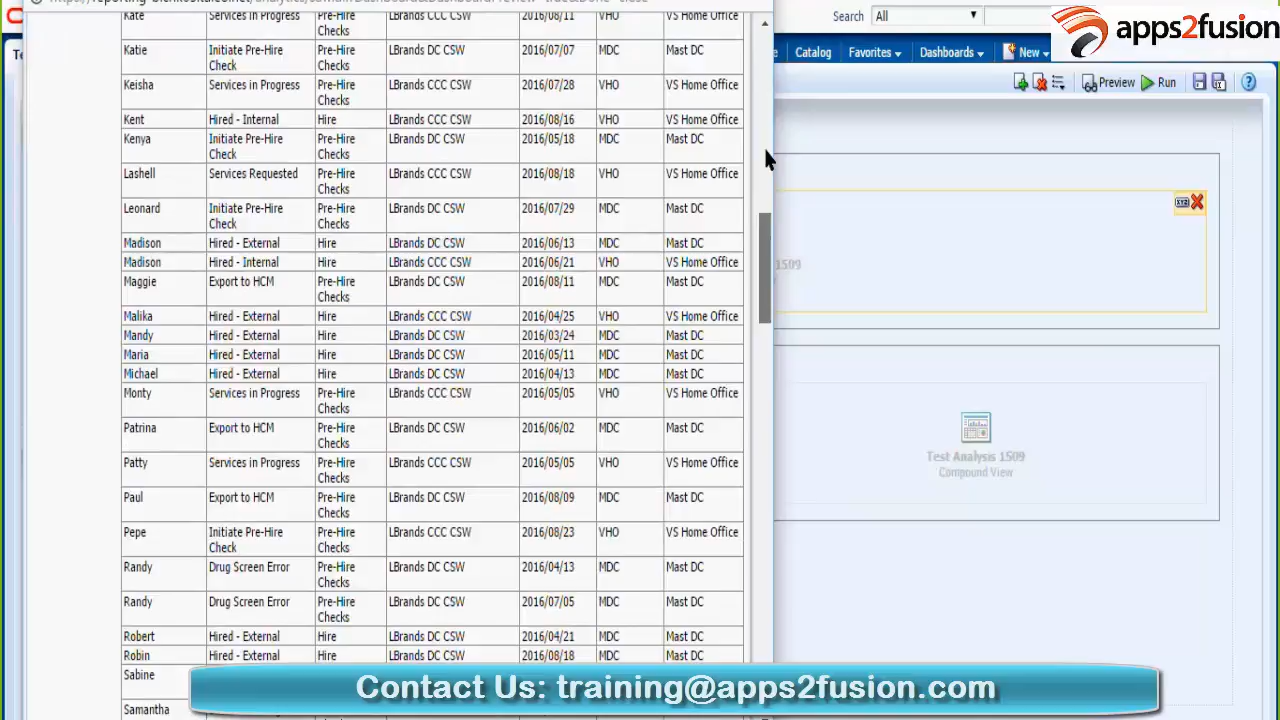 Search All
apps2fusion
Catalog Favorites Dashboards New
Preview Run
Kate Services in Progress Pre-Hire Checks LBrands DC CSW 2016/08/11 VHO VS Home Office
Katie Initiate Pre-Hire Check Pre-Hire Checks LBrands DC CSW 2016/07/07 MDC Mast DC
Keisha Services in Progress Pre-Hire Checks LBrands DC CSW 2016/07/28 VHO VS Home Office
Kent Hired - Internal Hire LBrands CCC CSW 2016/08/16 VHO VS Home Office
Kenya Initiate Pre-Hire Check Pre-Hire Checks LBrands DC CSW 2016/05/18 MDC Mast DC
Lashell Services Requested Pre-Hire Checks LBrands CCC CSW 2016/08/18 VHO VS Home Office
Leonard Initiate Pre-Hire Check Pre-Hire Checks LBrands DC CSW 2016/07/29 MDC Mast DC
Madison Hired - External Hire LBrands DC CSW 2016/06/13 MDC Mast DC
Madison Hired - Internal Hire LBrands CCC CSW 2016/06/21 VHO VS Home Office
Maggie Export to HCM Pre-Hire Checks LBrands DC CSW 2016/08/11 MDC Mast DC
Malika Hired - External Hire LBrands CCC CSW 2016/04/25 VHO VS Home Office
Mandy Hired - External Hire LBrands DC CSW 2016/03/24 MDC Mast DC
Maria Hired - External Hire LBrands DC CSW 2016/05/11 MDC Mast DC
Michael Hired - External Hire LBrands DC CSW 2016/04/13 MDC Mast DC
Monty Services in Progress Pre-Hire Checks LBrands CCC CSW 2016/05/05 VHO VS Home Office
Patrina Export to HCM Pre-Hire Checks LBrands DC CSW 2016/06/02 MDC Mast DC
Patty Services in Progress Pre-Hire Checks LBrands CCC CSW 2016/05/05 VHO VS Home Office
Paul Export to HCM Pre-Hire Checks LBrands DC CSW 2016/08/09 MDC Mast DC
Pepe Initiate Pre-Hire Check Pre-Hire Checks LBrands CCC CSW 2016/08/23 VHO VS Home Office
Randy Drug Screen Error Pre-Hire Checks LBrands DC CSW 2016/04/13 MDC Mast DC
Randy Drug Screen Error Pre-Hire Checks LBrands DC CSW 2016/07/05 MDC Mast DC
Robert Hired - External Hire LBrands DC CSW 2016/04/21 MDC Mast DC
Robin Hired - External Hire LBrands DC CSW 2016/08/18 MDC Mast DC
Sabine
Samantha
1509
Test Analysis 1509
Compound View
Contact Us: training@apps2fusion.com